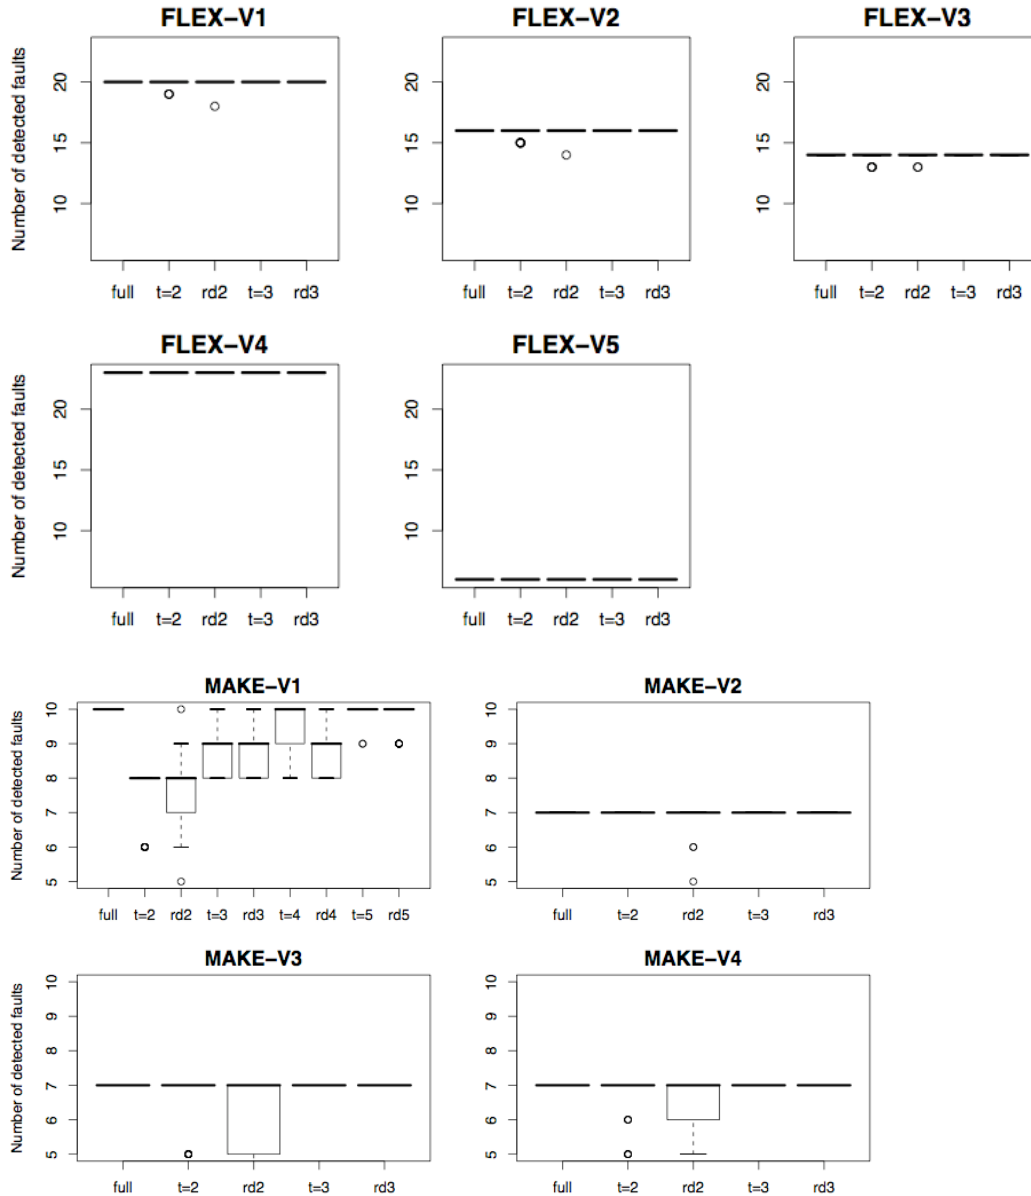 FLEX−V1 FLEX−V2 FLEX−V3
Number of detected faults
20
15
10
full t=2 rd2 t=3 rd3
20
15
10
full t=2 rd2 t=3 rd3
20
15
10
full t=2 rd2 t=3 rd3
FLEX−V4 FLEX−V5
Number of detected faults
20
15
10
full t=2 rd2 t=3 rd3
20
15
10
full t=2 rd2 t=3 rd3
MAKE−V1 MAKE−V2
Number of detected faults
10
9
8
7
6
5
full t=2 rd2 t=3 rd3 t=4 rd4 t=5 rd5
10
9
8
7
6
5
full t=2 rd2 t=3 rd3
MAKE−V3 MAKE−V4
Number of detected faults
10
9
8
7
6
5
full t=2 rd2 t=3 rd3
10
9
8
7
6
5
full t=2 rd2 t=3 rd3